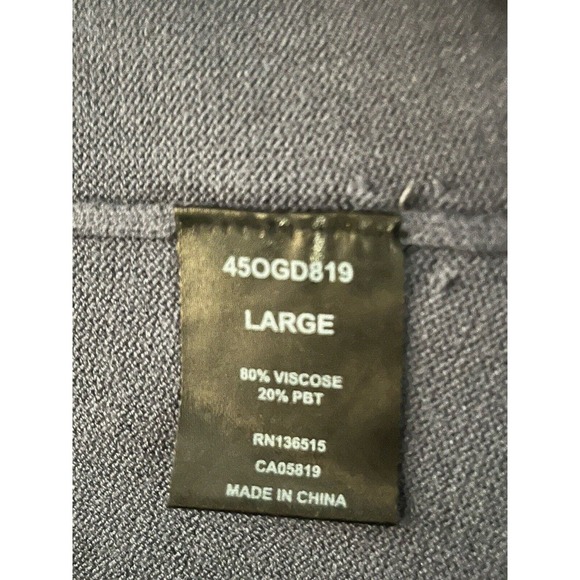 45OGD819
LARGE
80% VISCOSE
20% PBT
RN136515
CA05819
MADE IN CHINA